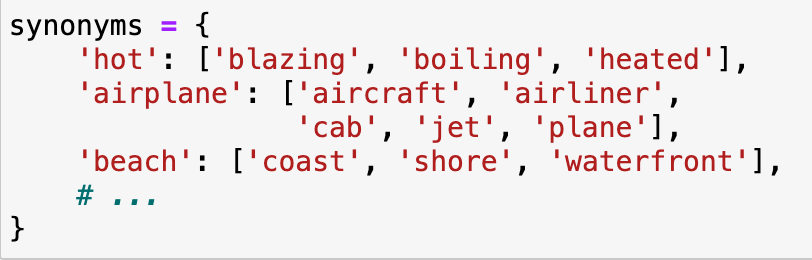 synonyms = {
    'hot': ['blazing', 'boiling', 'heated'],
    'airplane': ['aircraft', 'airliner',
                 'cab', 'jet', 'plane'],
    'beach': ['coast', 'shore', 'waterfront'],
    # ...
}